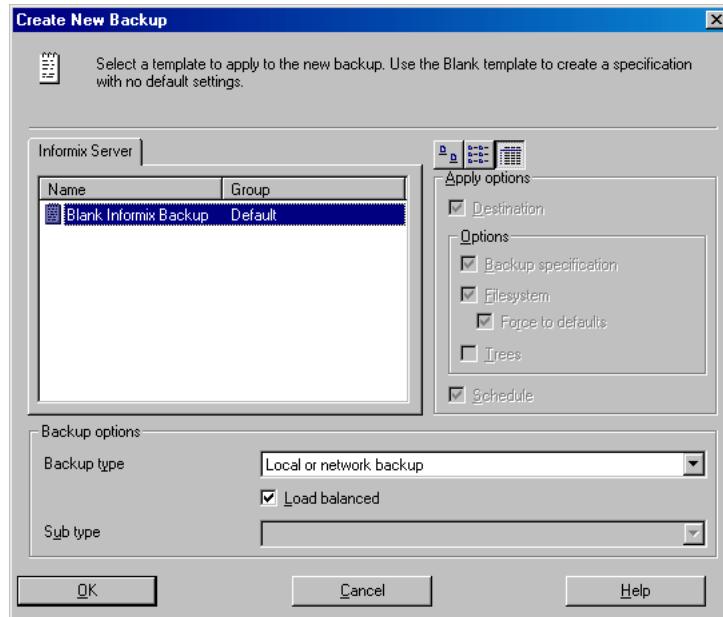 Create New Backup
Select a template to apply to the new backup. Use the Blank template to create a specification
with no default settings.
Informix Server
Name Group
Blank Informix Backup Default
Apply options
Destination
Options
Backup specification
Filesystem
Force to defaults
Trees
Schedule
Backup options
Backup type Local or network backup
Load balanced
Sub type
OK Cancel Help